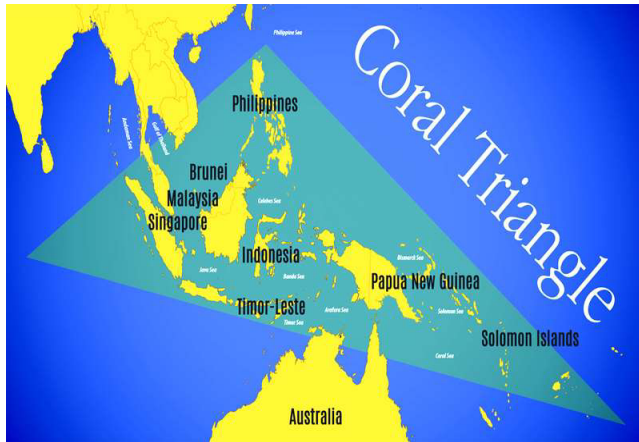 Philippine Sea
Coral Triangle
Philippines
Andaman Sea
Gulf of Thailand
Brunei
Malaysia
Celebes Sea
Singapore
Indonesia
Bismarck Sea
Java Sea
Banda Sea
Papua New Guinea
Timor-Leste
Arafura Sea
Solomon Sea
Timor Sea
Solomon Islands
Coral Sea
Australia